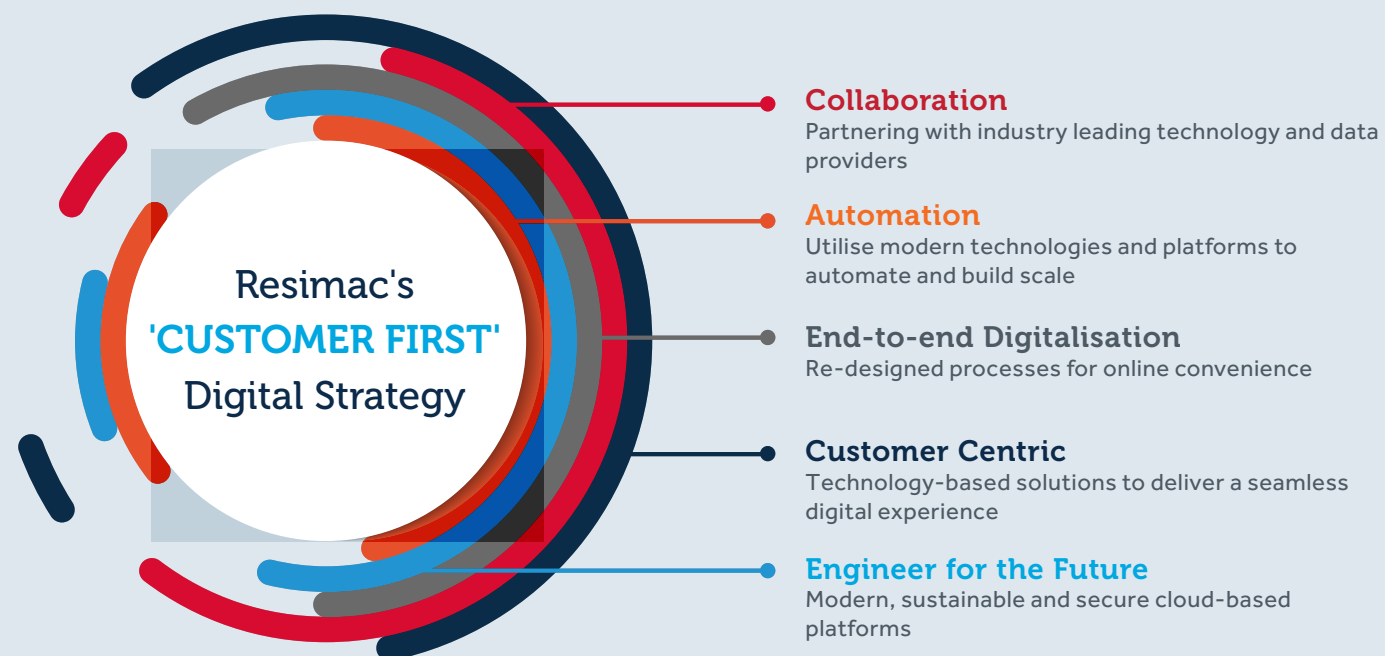 Resimac's
'CUSTOMER FIRST'
Digital Strategy
Collaboration
Partnering with industry leading technology and data
providers
Automation
Utilise modern technologies and platforms to
automate and build scale
End-to-end Digitalisation
Re-designed processes for online convenience
Customer Centric
Technology-based solutions to deliver a seamless
digital experience
Engineer for the Future
Modern, sustainable and secure cloud-based
platforms